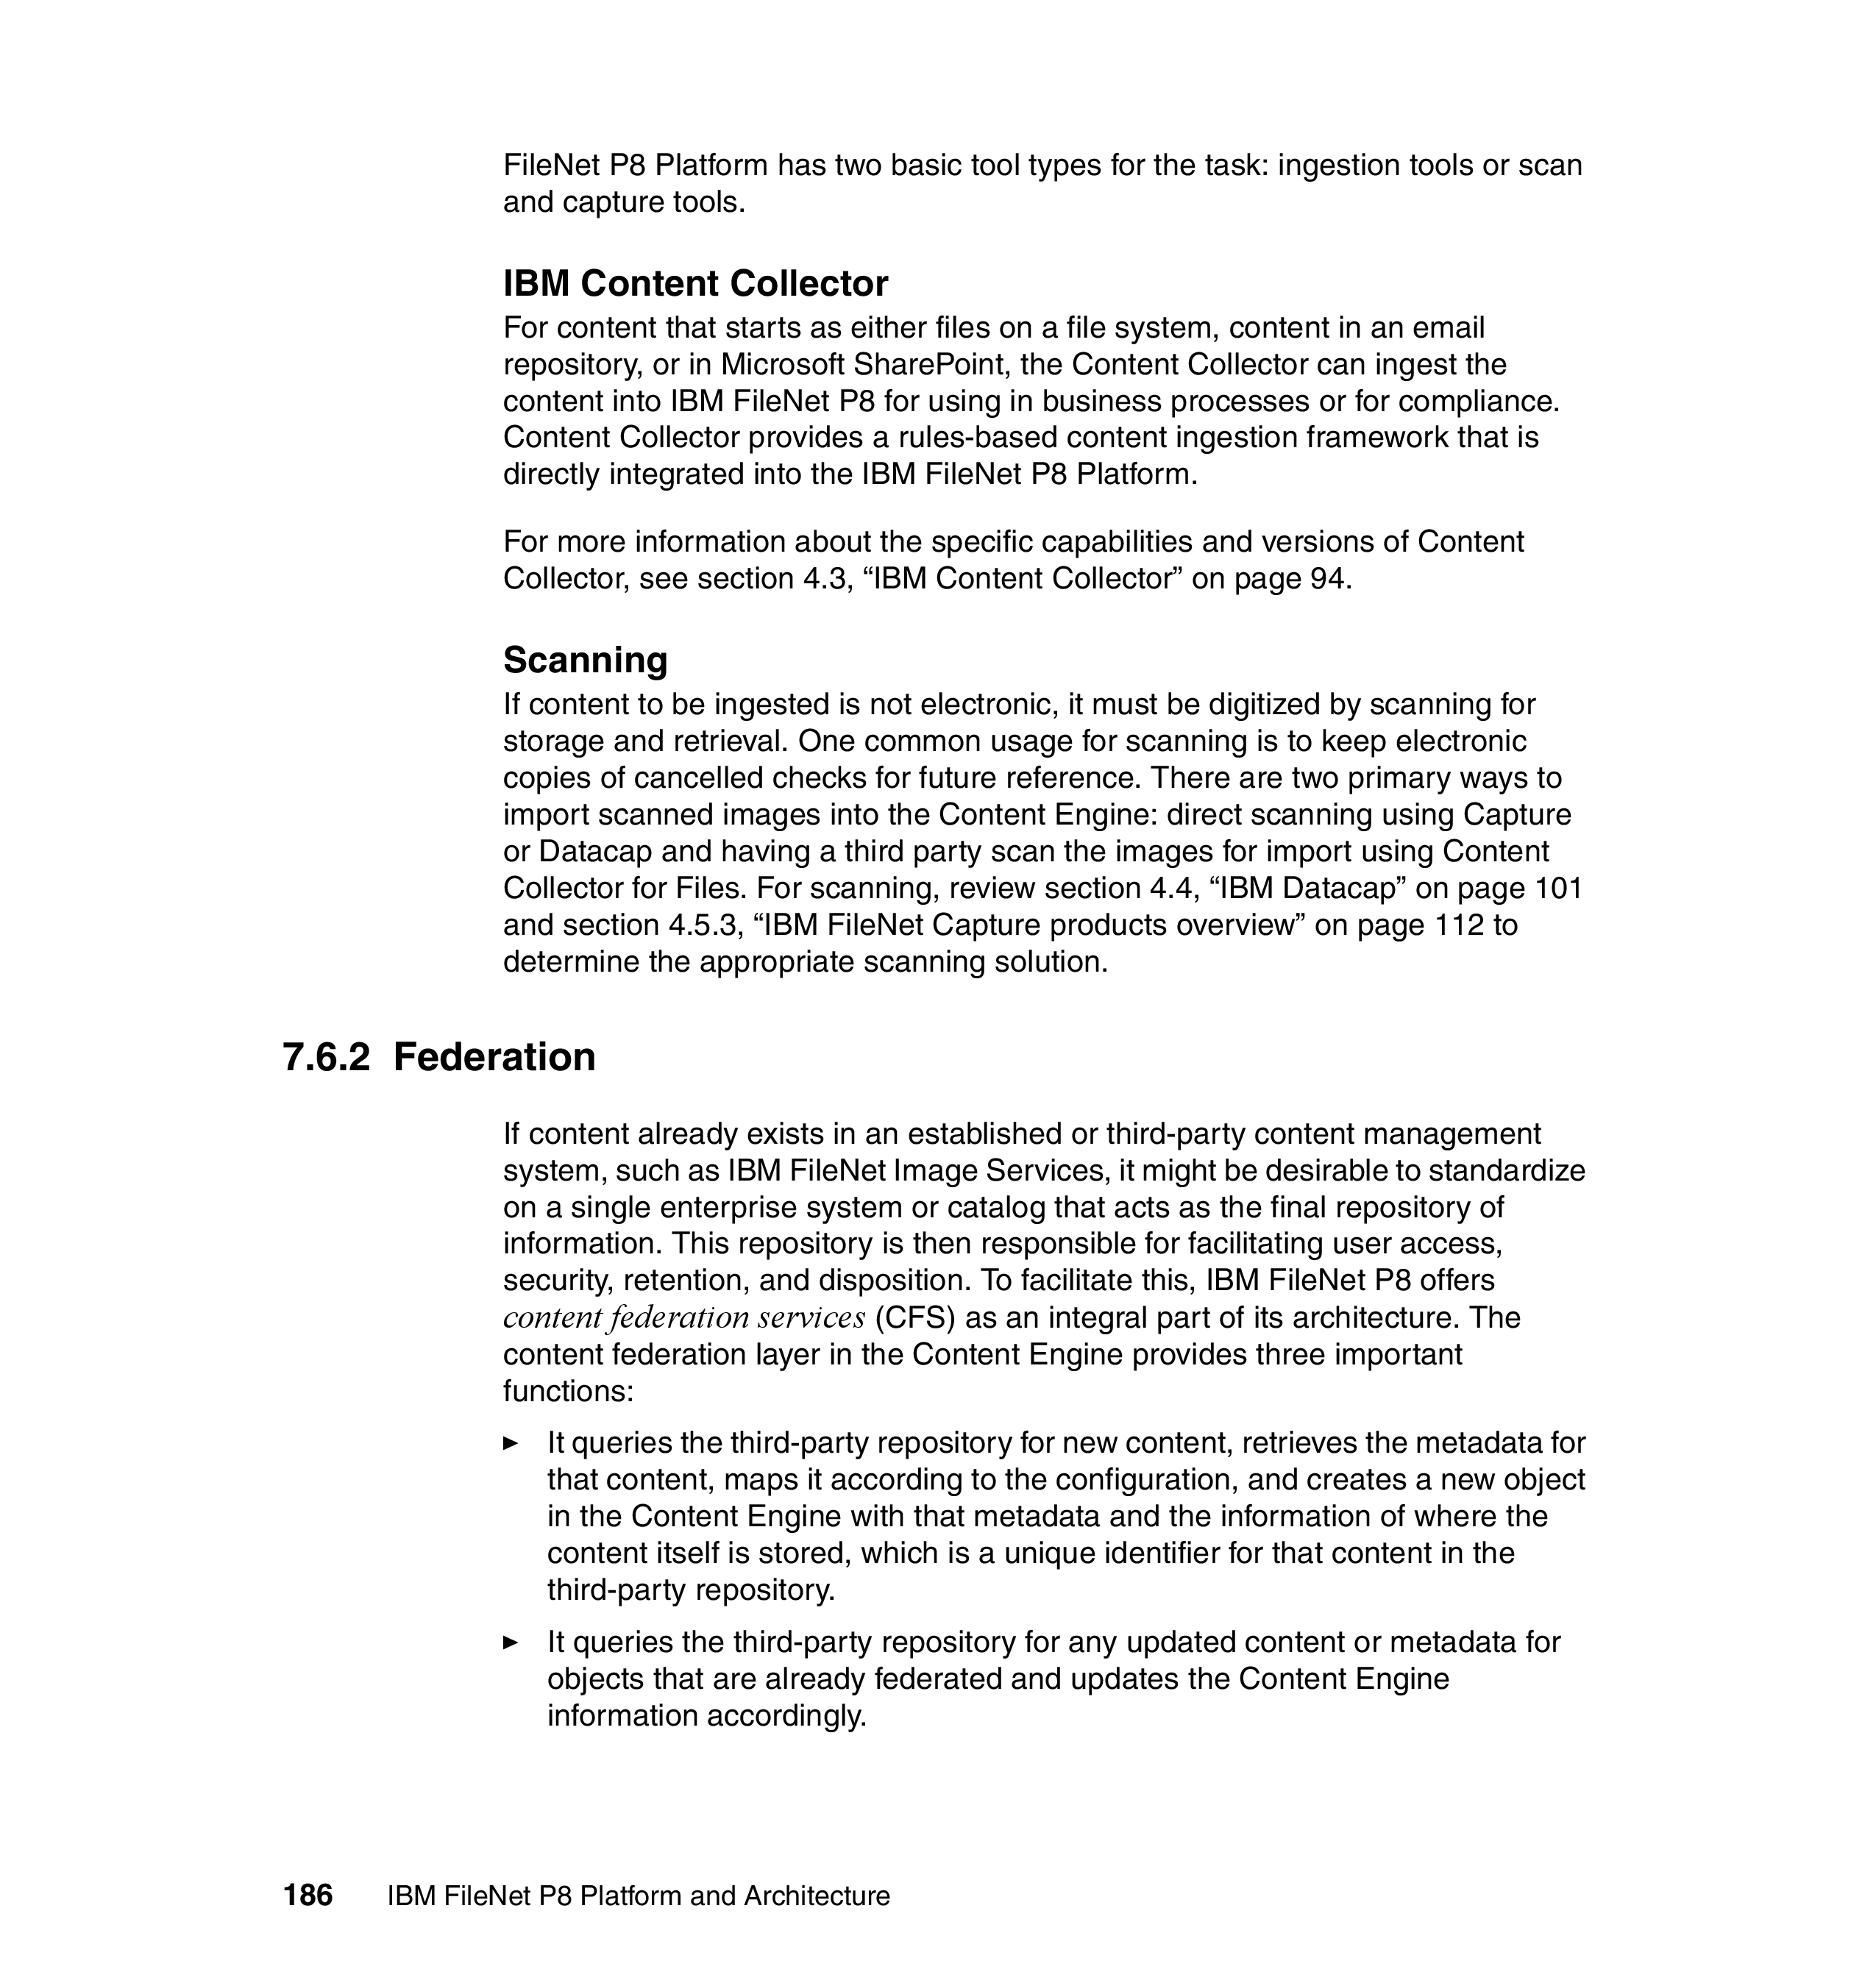 FileNet P8 Platform has two basic tool types for the task: ingestion tools or scan
and capture tools.
IBM Content Collector
For content that starts as either files on a file system, content in an email
repository, or in Microsoft SharePoint, the Content Collector can ingest the
content into IBM FileNet P8 for using in business processes or for compliance.
Content Collector provides a rules-based content ingestion framework that is
directly integrated into the IBM FileNet P8 Platform.
For more information about the specific capabilities and versions of Content
Collector, see section 4.3, “IBM Content Collector” on page 94.
Scanning
If content to be ingested is not electronic, it must be digitized by scanning for
storage and retrieval. One common usage for scanning is to keep electronic
copies of cancelled checks for future reference. There are two primary ways to
import scanned images into the Content Engine: direct scanning using Capture
or Datacap and having a third party scan the images for import using Content
Collector for Files. For scanning, review section 4.4, “IBM Datacap” on page 101
and section 4.5.3, “IBM FileNet Capture products overview” on page 112 to
determine the appropriate scanning solution.
7.6.2 Federation
If content already exists in an established or third-party content management
system, such as IBM FileNet Image Services, it might be desirable to standardize
on a single enterprise system or catalog that acts as the final repository of
information. This repository is then responsible for facilitating user access,
security, retention, and disposition. To facilitate this, IBM FileNet P8 offers
content federation services (CFS) as an integral part of its architecture. The
content federation layer in the Content Engine provides three important
functions:
► It queries the third-party repository for new content, retrieves the metadata for
that content, maps it according to the configuration, and creates a new object
in the Content Engine with that metadata and the information of where the
content itself is stored, which is a unique identifier for that content in the
third-party repository.
► It queries the third-party repository for any updated content or metadata for
objects that are already federated and updates the Content Engine
information accordingly.
186 IBM FileNet P8 Platform and Architecture